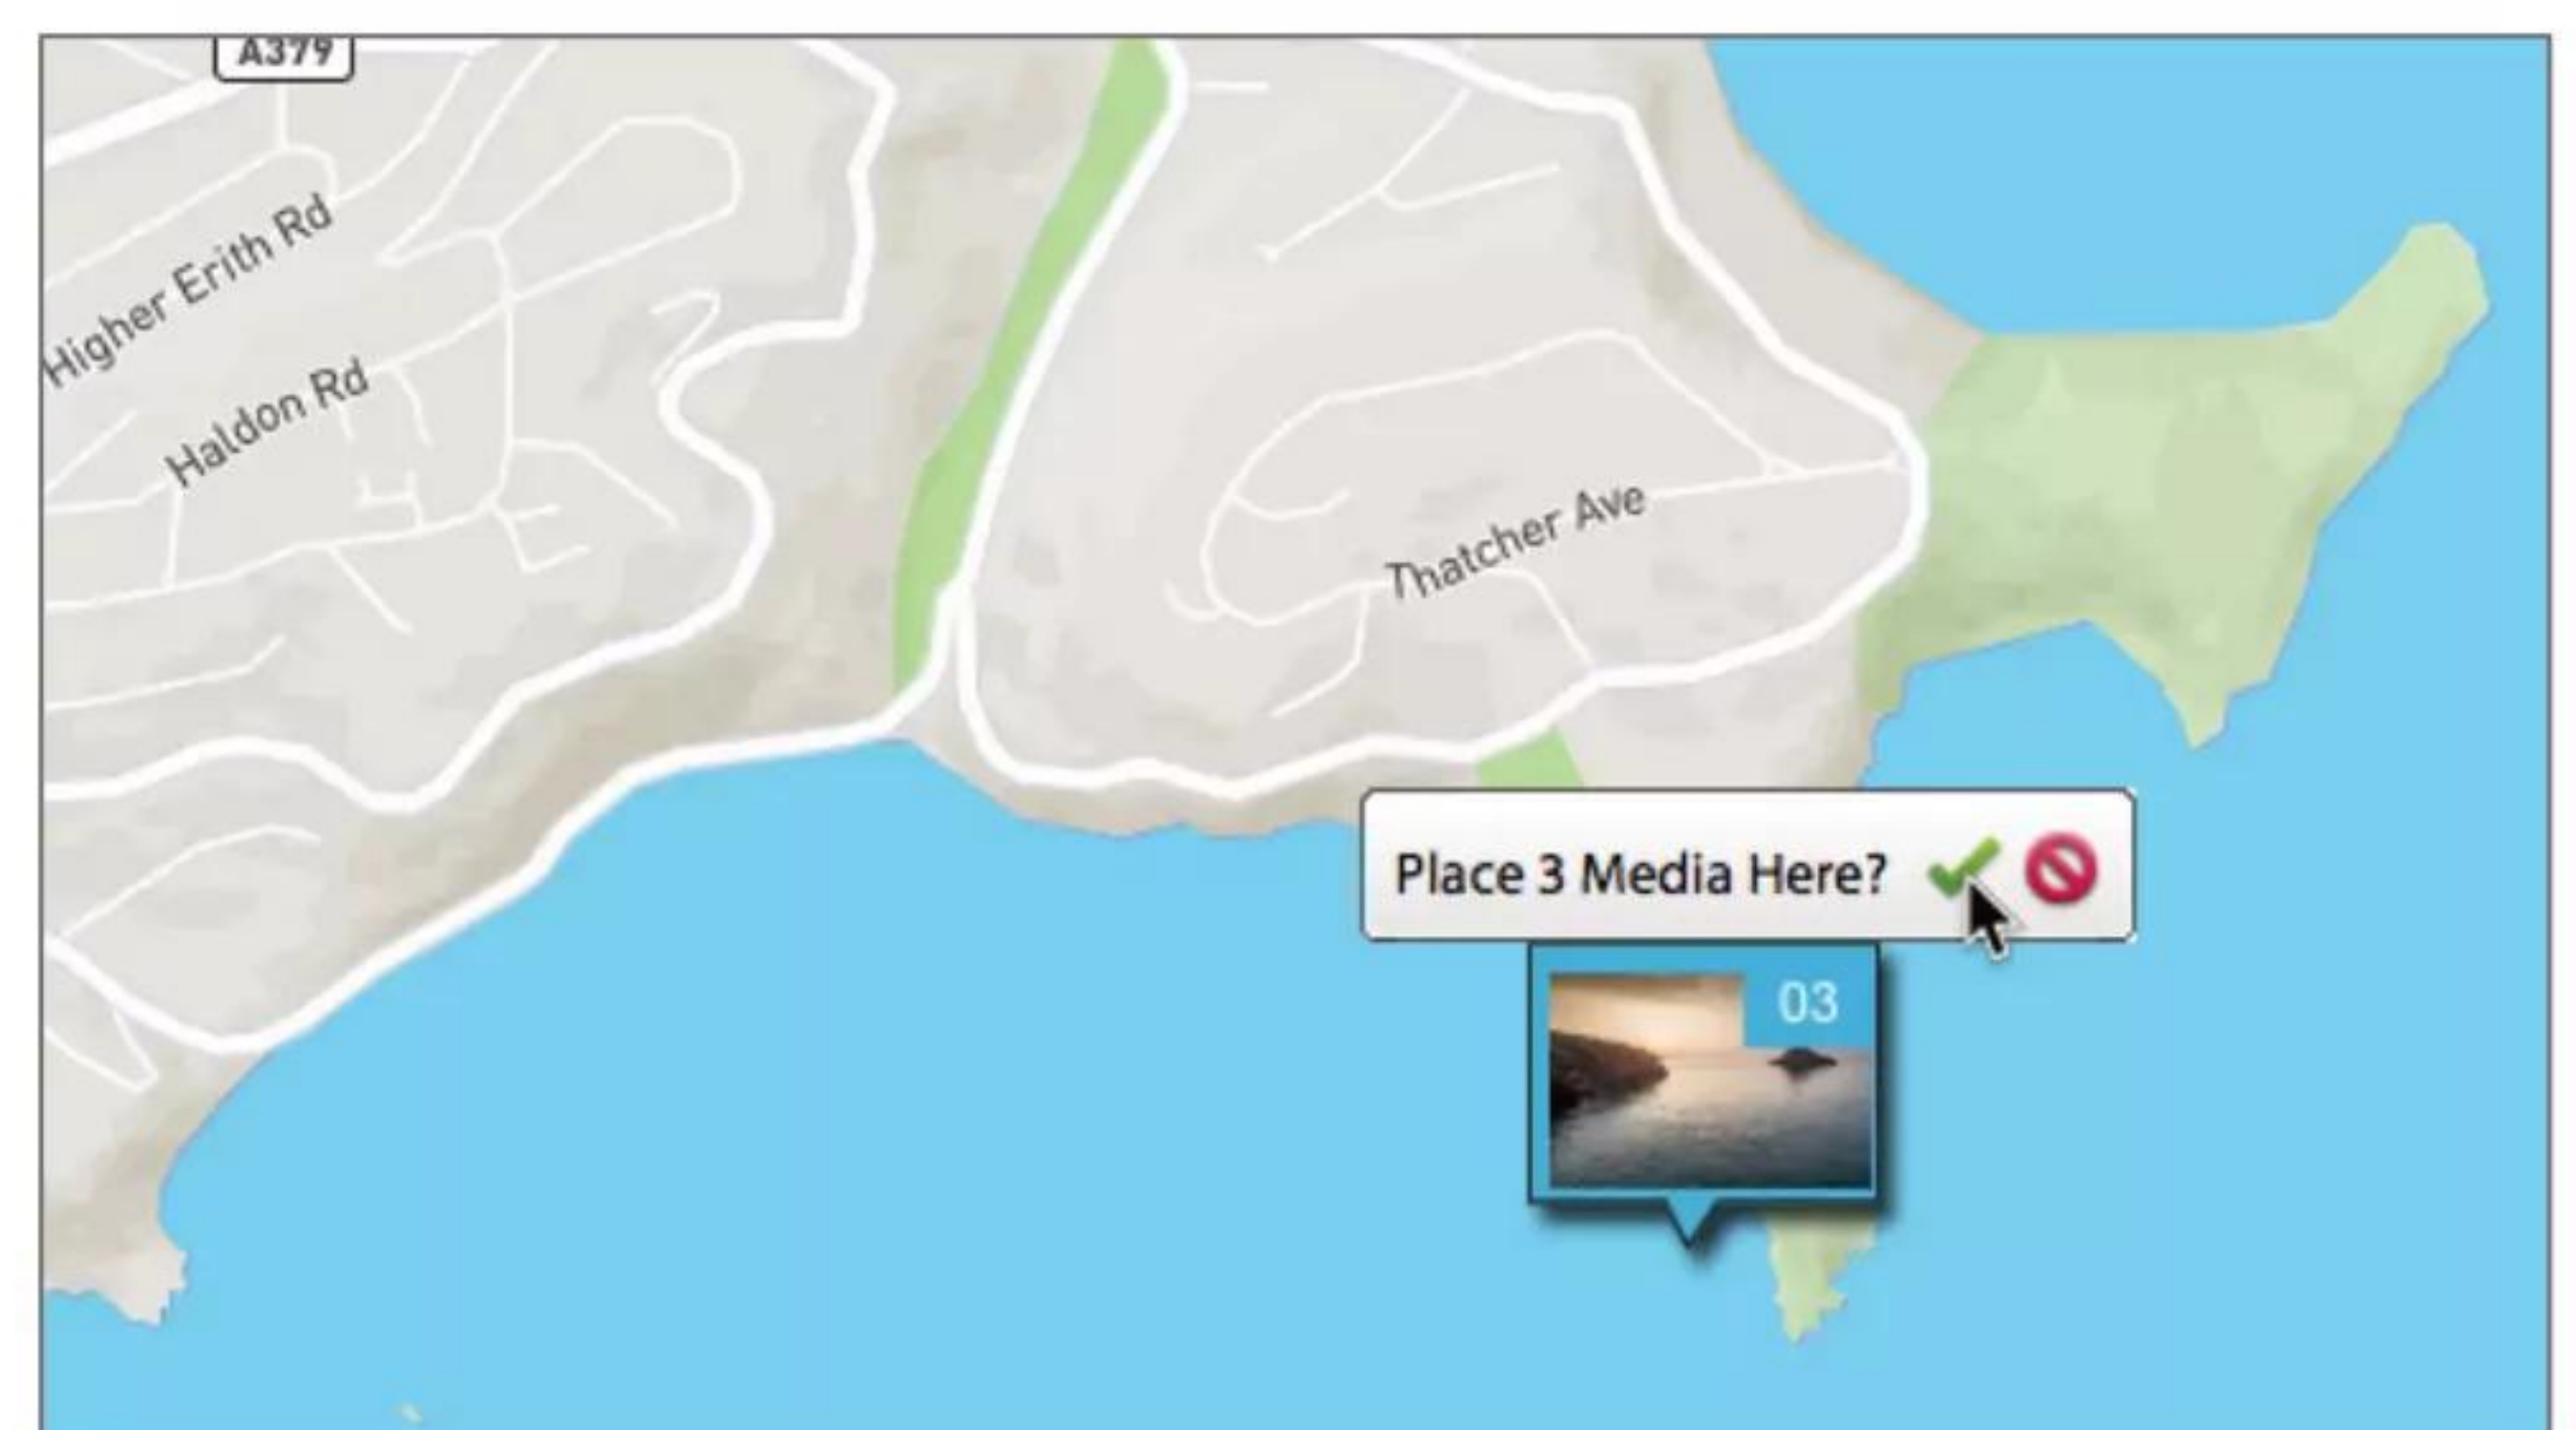 A379
Higher Erith Rd
Haldon Rd
Thatcher Ave
Place 3 Media Here?
03